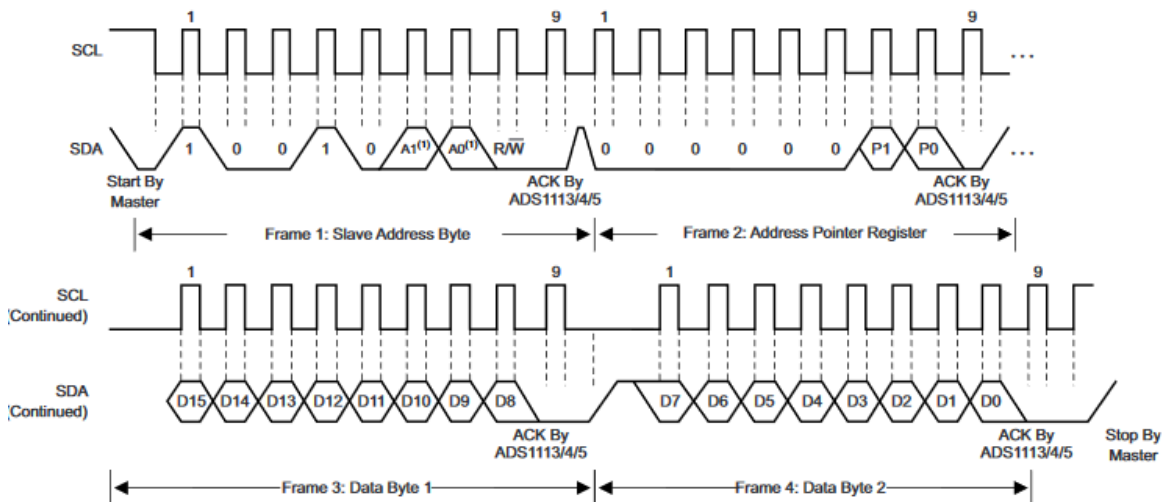 1 9 1 9
SCL ...
SDA 1 0 0 1 0 A1(1) A0(1) R/W̅ 0 0 0 0 0 0 P1 P0 ...
Start By Master
ACK By ADS1113/4/5
ACK By ADS1113/4/5
Frame 1: Slave Address Byte
Frame 2: Address Pointer Register
1 9 1 9
SCL
(Continued)
SDA
(Continued)
D15 D14 D13 D12 D11 D10 D9 D8 D7 D6 D5 D4 D3 D2 D1 D0
ACK By
ADS1113/4/5
ACK By
ADS1113/4/5
Stop By
Master
Frame 3: Data Byte 1
Frame 4: Data Byte 2